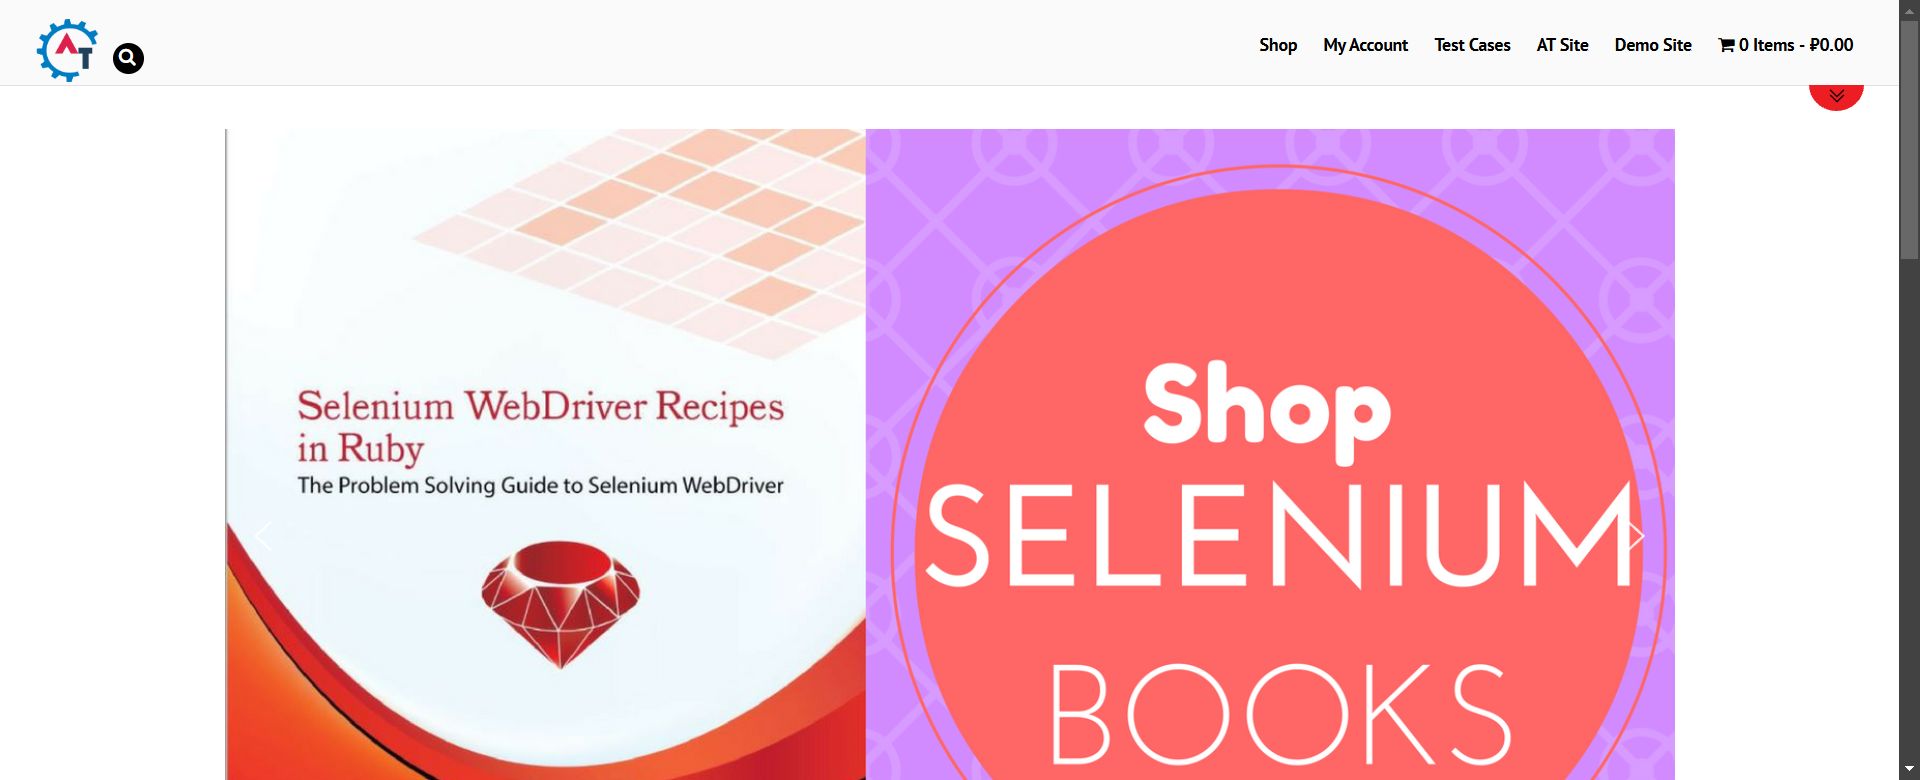 AT
Shop
My Account
Test Cases
AT Site
Demo Site
0 Items - ₽0.00
Selenium WebDriver Recipes
in Ruby
The Problem Solving Guide to Selenium WebDriver
Shop
SELENIUM
BOOKS